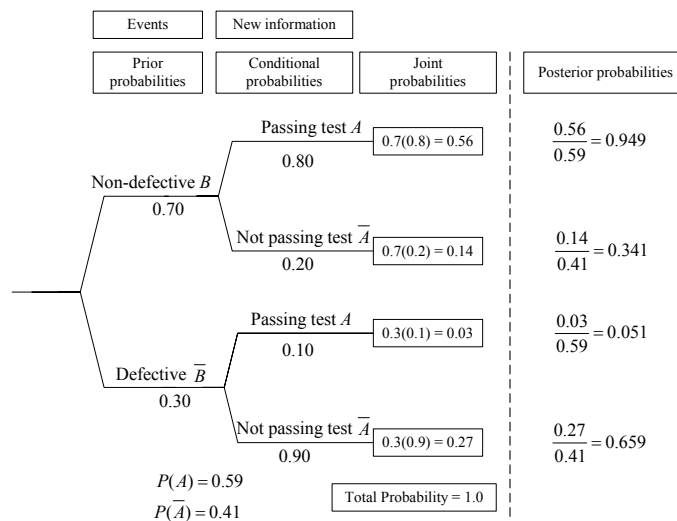 Events
New information
Prior
probabilities
Conditional
probabilities
Joint
probabilities
Posterior probabilities
Passing test A
0.80
0.7(0.8) = 0.56
0.56/0.59 = 0.949
Non-defective B
0.70
Not passing test A̅
0.20
0.7(0.2) = 0.14
0.14/0.41 = 0.341
Passing test A
0.10
0.3(0.1) = 0.03
0.03/0.59 = 0.051
Defective B̅
0.30
Not passing test A̅
0.90
0.3(0.9) = 0.27
0.27/0.41 = 0.659
P(A) = 0.59
P(A̅) = 0.41
Total Probability = 1.0